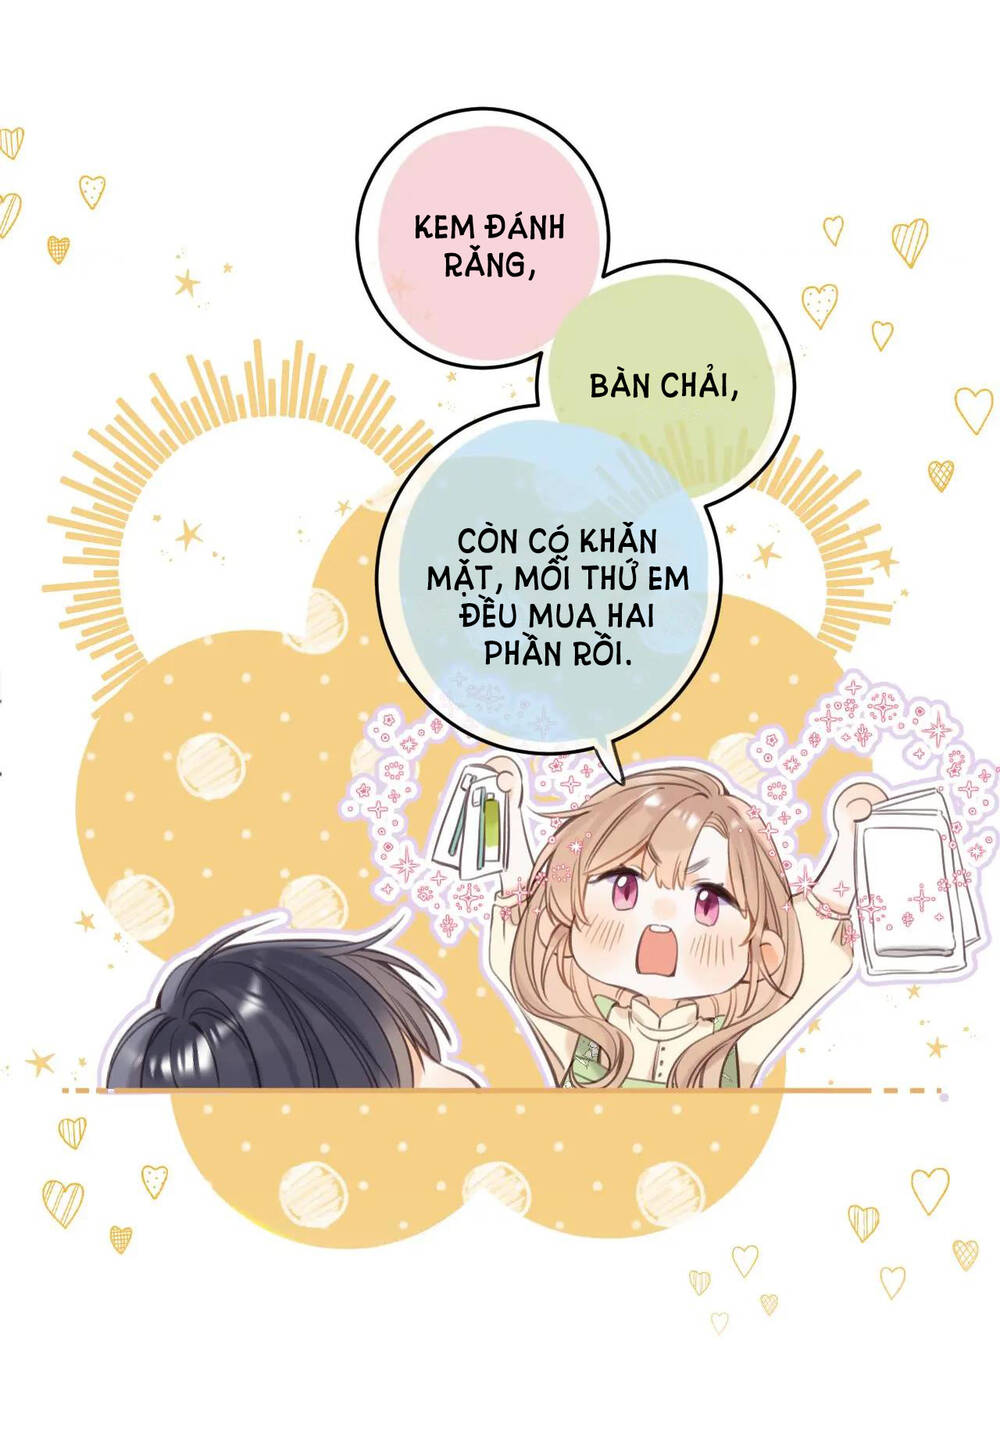 KEM ĐÁNH
RĂNG,
BÀN CHẢI,
CÒN CÓ KHĂN
MẶT, MỖI THỨ EM
ĐỀU MUA HAI
PHẦN RỒI.